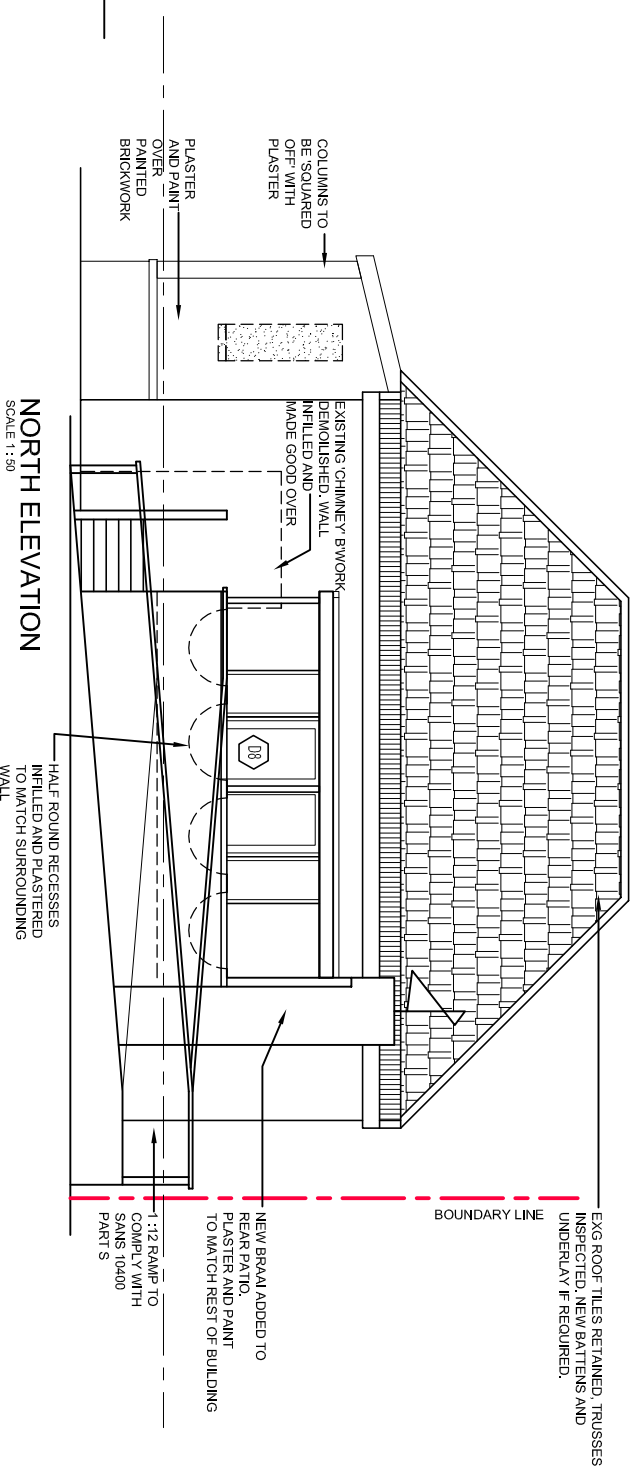 EXG ROOF TILES RETAINED, TRUSSES
INSPECTED. NEW BATTENS AND
UNDERLAY IF REQUIRED.
BOUNDARY LINE
COLUMNS TO
BE 'SQUARED
OFF' WITH
PLASTER
EXISTING 'CHIMNEY' B'WORK
DEMOILISHED. WALL
INFILLED AND
MADE GOOD OVER
PLASTER
AND PAINT
OVER
PAINTED
BRICKWORK
D8
NEW BRAAI ADDED TO
REAR PATIO.
PLASTER AND PAINT
TO MATCH REST OF BUILDING
1:12 RAMP TO
COMPLY WITH
SANS 10400
PART S
HALF ROUND RECESSES
INFILLED AND PLASTERED
TO MATCH SURROUNDING
WALL
NORTH ELEVATION
SCALE 1 : 50